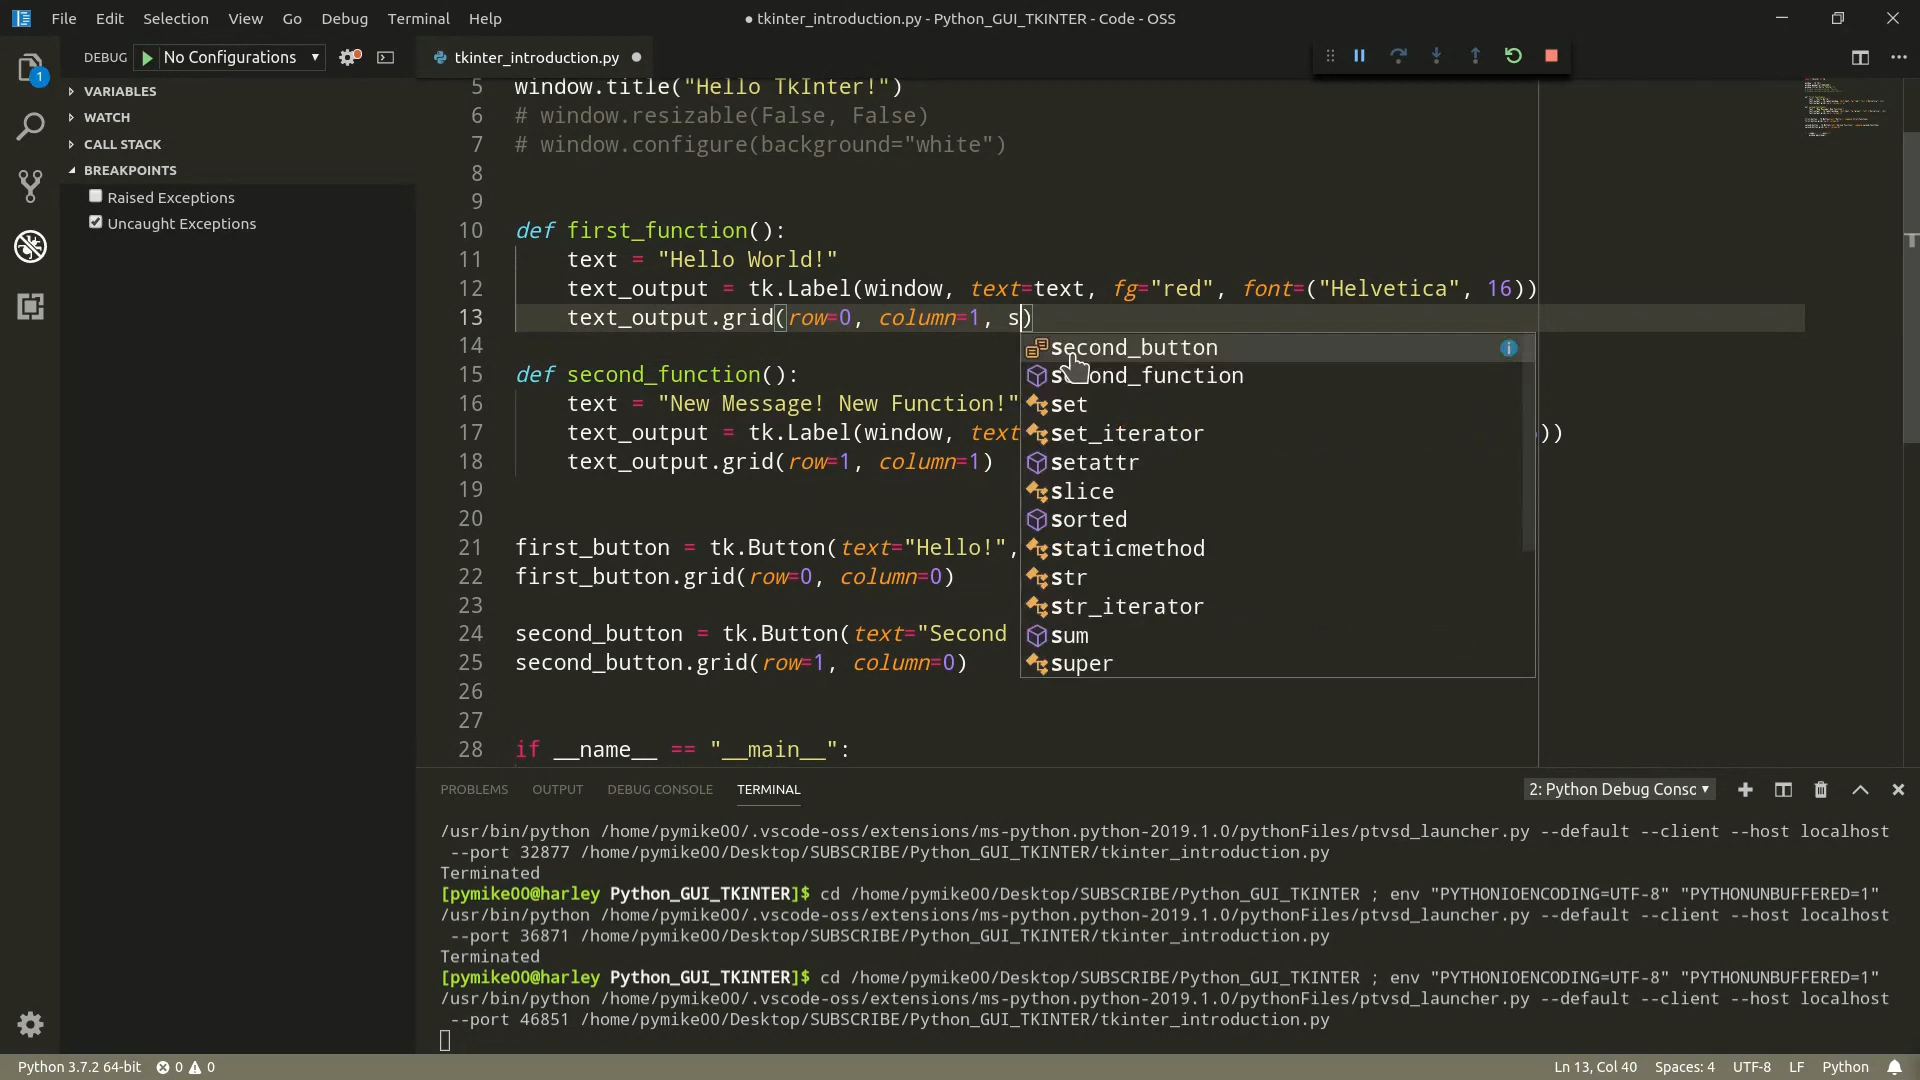 File Edit Selection View Go Debug Terminal Help
● tkinter_introduction.py - Python_GUI_TKINTER - Code - OSS
DEBUG No Configurations
tkinter_introduction.py
1
VARIABLES
WATCH
CALL STACK
BREAKPOINTS
Raised Exceptions
Uncaught Exceptions
5 window.title("Hello TkInter!")
6 # window.resizable(False, False)
7 # window.configure(background="white")
8
9
10 def first_function():
11 text = "Hello World!"
12 text_output = tk.Label(window, text=text, fg="red", font=("Helvetica", 16))
13 text_output.grid(row=0, column=1, s)
14
15 def second_function():
16 text = "New Message! New Function!"
17 text_output = tk.Label(window, text ))
18 text_output.grid(row=1, column=1)
19
20
21 first_button = tk.Button(text="Hello!",
22 first_button.grid(row=0, column=0)
23
24 second_button = tk.Button(text="Second
25 second_button.grid(row=1, column=0)
26
27
28 if __name__ == "__main__":
second_button
second_function
set
set_iterator
setattr
slice
sorted
staticmethod
str
str_iterator
sum
super
PROBLEMS OUTPUT DEBUG CONSOLE TERMINAL
2: Python Debug Consc
/usr/bin/python /home/pymike00/.vscode-oss/extensions/ms-python.python-2019.1.0/pythonFiles/ptvsd_launcher.py --default --client --host localhost
--port 32877 /home/pymike00/Desktop/SUBSCRIBE/Python_GUI_TKINTER/tkinter_introduction.py
Terminated
[pymike00@harley Python_GUI_TKINTER]$ cd /home/pymike00/Desktop/SUBSCRIBE/Python_GUI_TKINTER ; env "PYTHONIOENCODING=UTF-8" "PYTHONUNBUFFERED=1"
/usr/bin/python /home/pymike00/.vscode-oss/extensions/ms-python.python-2019.1.0/pythonFiles/ptvsd_launcher.py --default --client --host localhost
--port 36871 /home/pymike00/Desktop/SUBSCRIBE/Python_GUI_TKINTER/tkinter_introduction.py
Terminated
[pymike00@harley Python_GUI_TKINTER]$ cd /home/pymike00/Desktop/SUBSCRIBE/Python_GUI_TKINTER ; env "PYTHONIOENCODING=UTF-8" "PYTHONUNBUFFERED=1"
/usr/bin/python /home/pymike00/.vscode-oss/extensions/ms-python.python-2019.1.0/pythonFiles/ptvsd_launcher.py --default --client --host localhost
--port 46851 /home/pymike00/Desktop/SUBSCRIBE/Python_GUI_TKINTER/tkinter_introduction.py
Python 3.7.2 64-bit 0 0
Ln 13, Col 40 Spaces: 4 UTF-8 LF Python